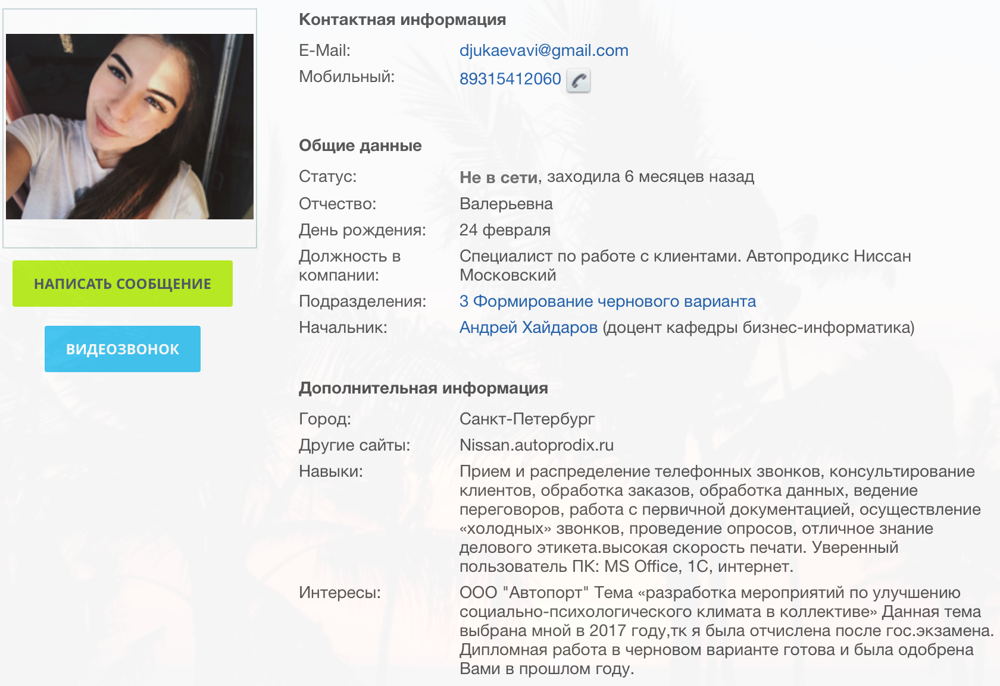 Контактная информация
E-Mail: djukaevavi@gmail.com
Мобильный: 89315412060
Общие данные
Статус: Не в сети, заходила 6 месяцев назад
Отчество: Валерьевна
День рождения: 24 февраля
Должность в компании: Специалист по работе с клиентами. Автопродикс Ниссан
Московский
Подразделения: 3 Формирование чернового варианта
Начальник: Андрей Хайдаров (доцент кафедры бизнес-информатика)
НАПИСАТЬ СООБЩЕНИЕ
ВИДЕОЗВОНОК
Дополнительная информация
Город: Санкт-Петербург
Другие сайты: Nissan.autoprodix.ru
Навыки: Прием и распределение телефонных звонков, консультирование
клиентов, обработка заказов, обработка данных, ведение
переговоров, работа с первичной документацией, осуществление
«холодных» звонков, проведение опросов, отличное знание
делового этикета.высокая скорость печати. Уверенный
пользователь ПК: MS Office, 1С, интернет.
Интересы: ООО "Автопорт" Тема «разработка мероприятий по улучшению
социально-психологического климата в коллективе» Данная тема
выбрана мной в 2017 году,тк я была отчислена после гос.экзамена.
Дипломная работа в черновом варианте готова и была одобрена
Вами в прошлом году.